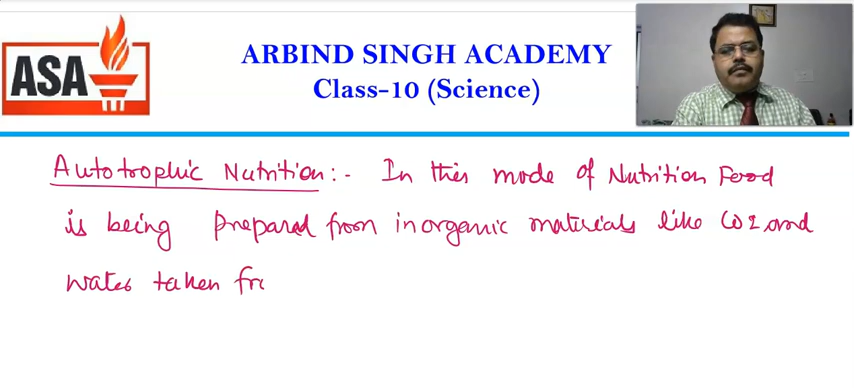 ASA
ARBIND SINGH ACADEMY
Class-10 (Science)
Autotrophic Nutrition :- In this mode of Nutrition Food
is being prepared from inorganic materials like CO2 and
water taken fr